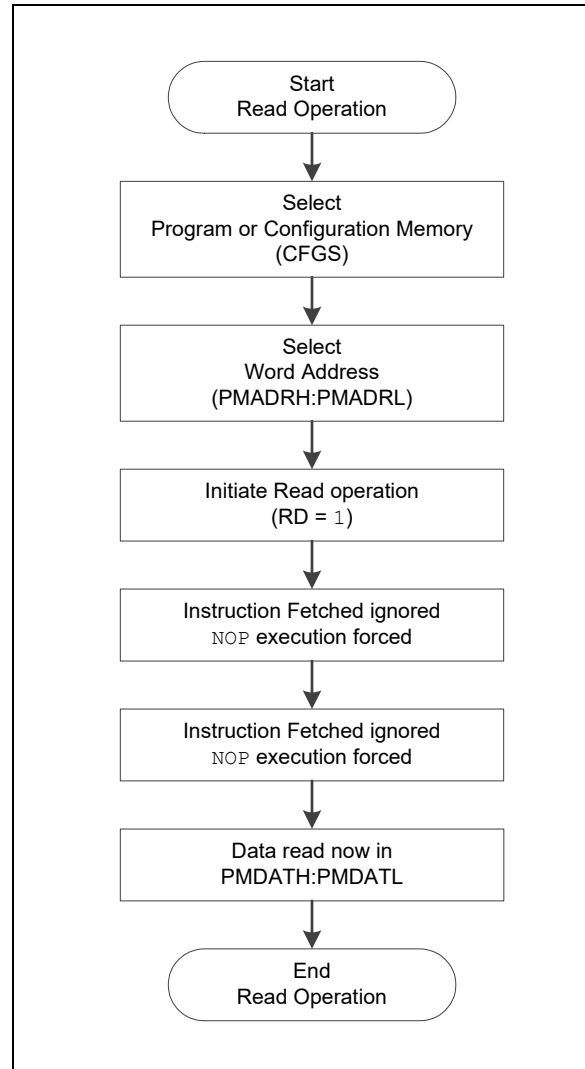 Start
Read Operation
Select
Program or Configuration Memory
(CFGS)
Select
Word Address
(PMADRH:PMADRL)
Initiate Read operation
(RD = 1)
Instruction Fetched ignored
NOP execution forced
Instruction Fetched ignored
NOP execution forced
Data read now in
PMDATH:PMDATL
End
Read Operation